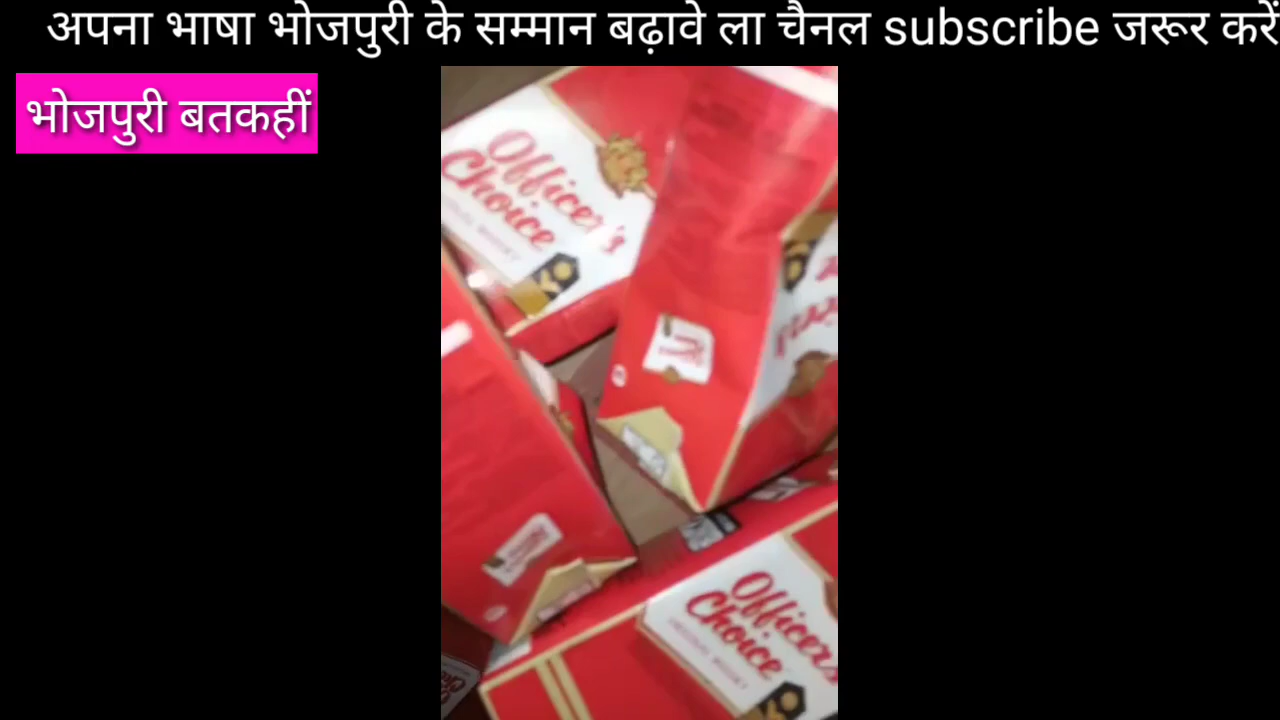 अपना भाषा भोजपुरी के सम्मान बढ़ावे ला चैनल subscribe जरूर करें
भोजपुरी बतकहीं
Officer's
Choice
Officer's
Choice